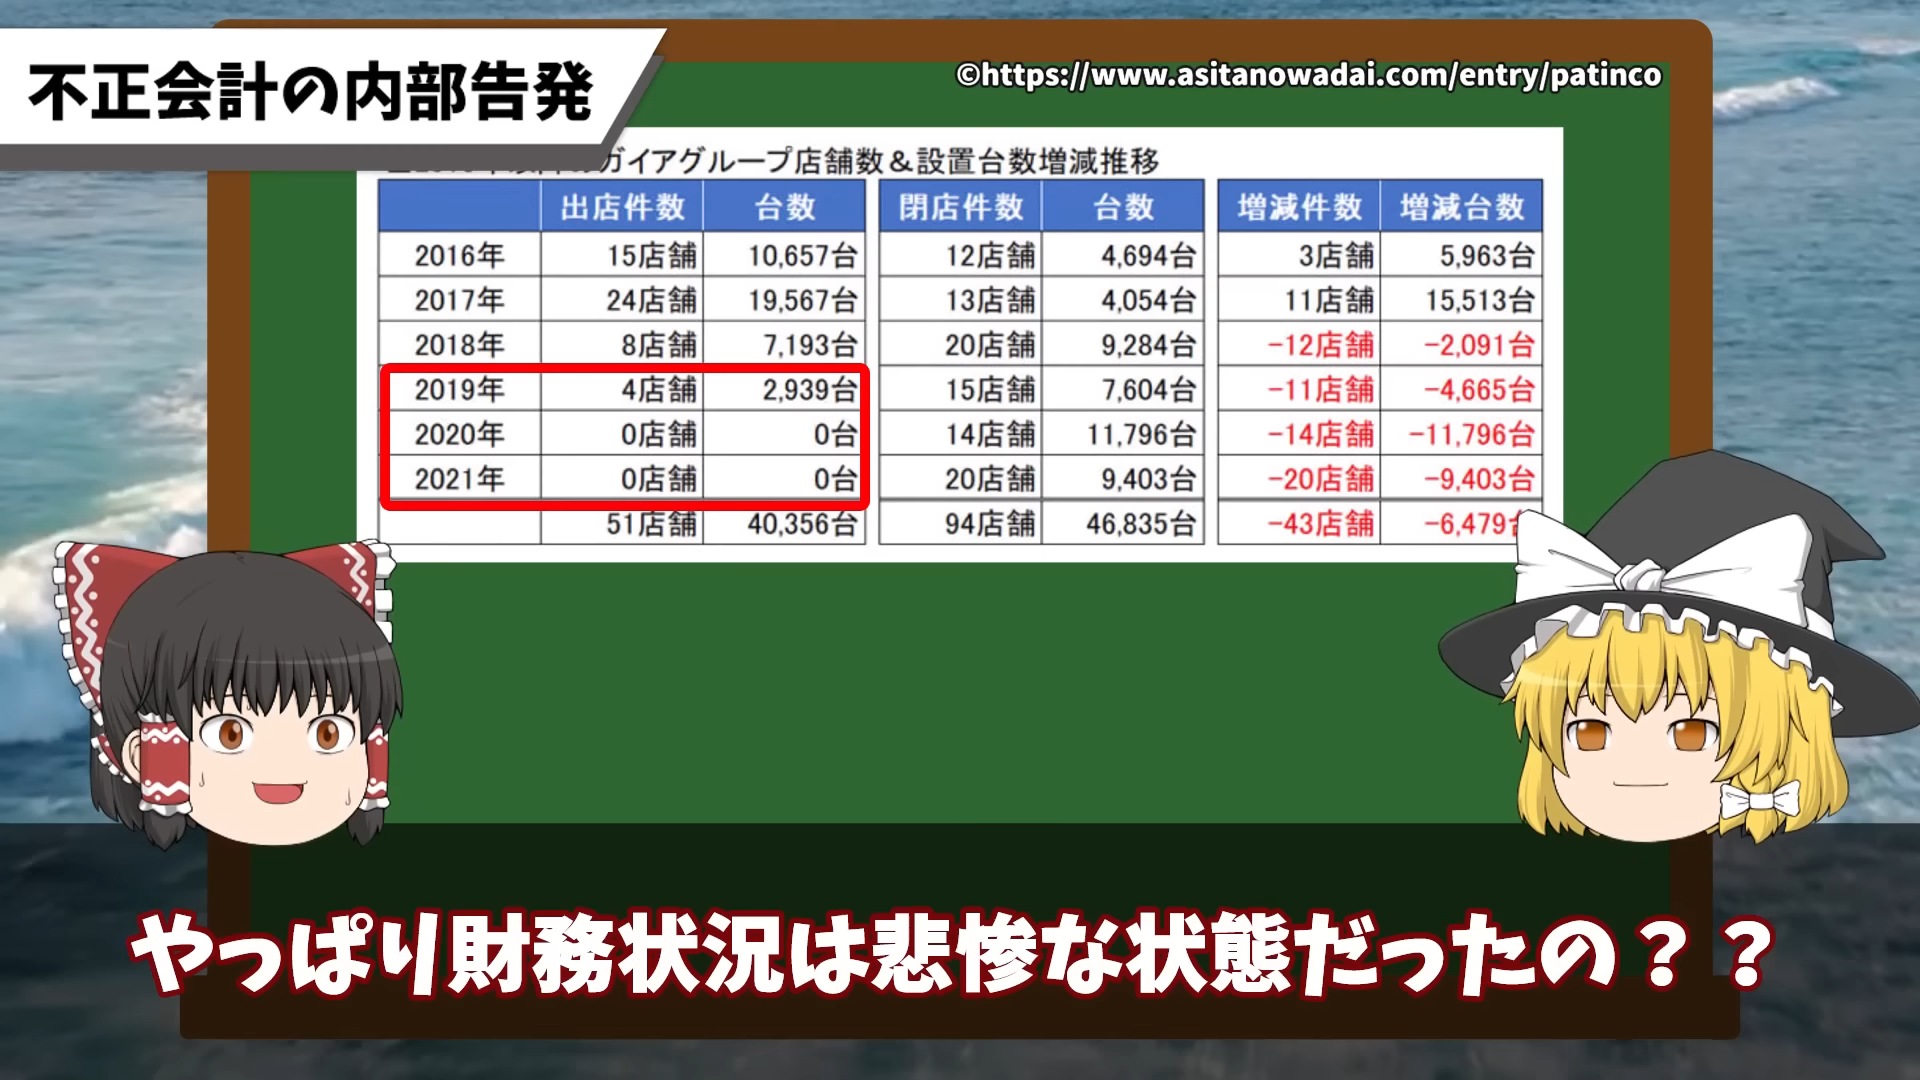 不正会計の内部告発
©https://www.asitanowadai.com/entry/patinco
ガイアグループ店舗数＆設置台数増減推移
出店件数 台数 閉店件数 台数 増減件数 増減台数
2016年 15店舗 10,657台 12店舗 4,694台 3店舗 5,963台
2017年 24店舗 19,567台 13店舗 4,054台 11店舗 15,513台
2018年 8店舗 7,193台 20店舗 9,284台 -12店舗 -2,091台
2019年 4店舗 2,939台 15店舗 7,604台 -11店舗 -4,665台
2020年 0店舗 0台 14店舗 11,796台 -14店舗 -11,796台
2021年 0店舗 0台 20店舗 9,403台 -20店舗 -9,403台
51店舗 40,356台 94店舗 46,835台 -43店舗 -6,479台
やっぱり財務状況は悲惨な状態だったの？？